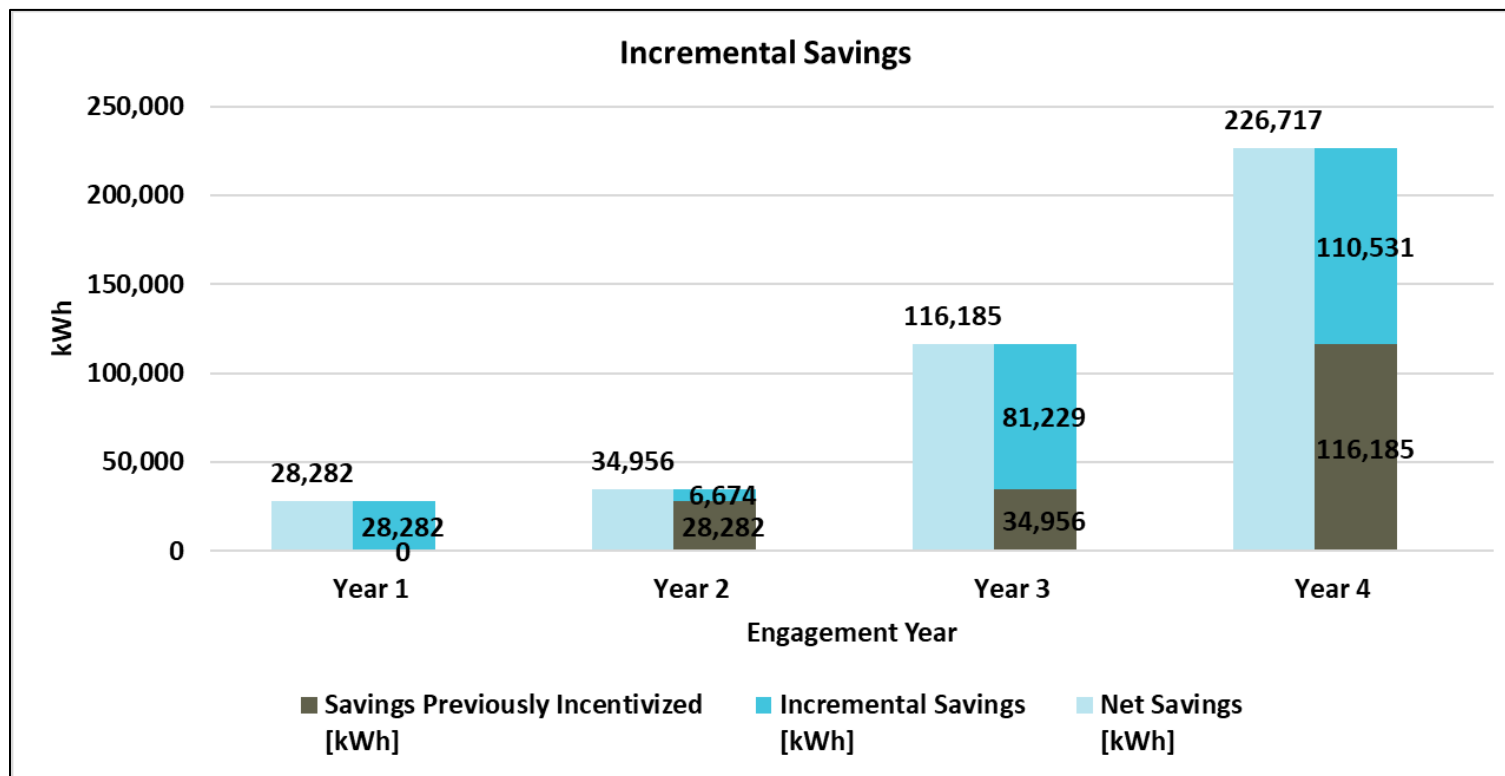 Incremental Savings
250,000
200,000
150,000
100,000
50,000
0
kWh
28,282
28,282
0
34,956
6,674
28,282
116,185
81,229
34,956
226,717
110,531
116,185
Year 1
Year 2
Year 3
Year 4
Engagement Year
Savings Previously Incentivized
[kWh]
Incremental Savings
[kWh]
Net Savings
[kWh]